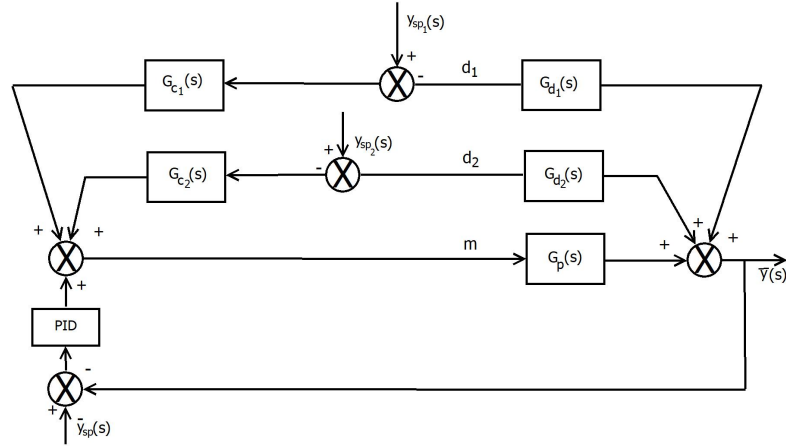 y_sp₁(s)
+
-
d₁
G_c₁(s)
G_d₁(s)
+
y_sp₂(s)
-
d₂
G_c₂(s)
G_d₂(s)
+
+
+
+
m
+
G_p(s)
+
ȳ(s)
PID
-
+
ȳ_sp(s)